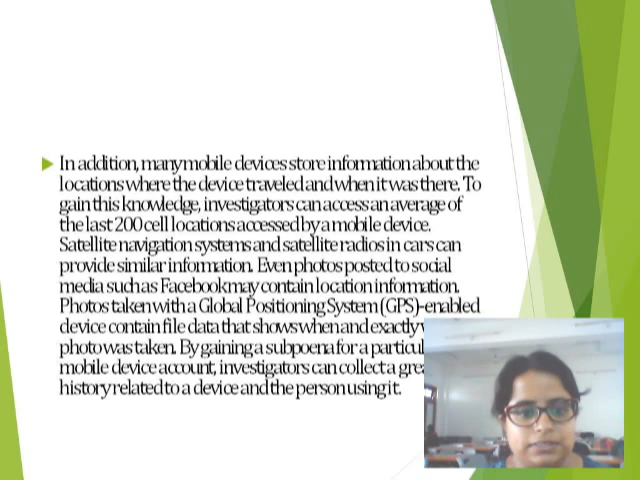 In addition, many mobile devices store information about the
locations where the device traveled and when it was there. To
gain this knowledge, investigators can access an average of
the last 200 cell locations accessed by a mobile device.
Satellite navigation systems and satellite radios in cars can
provide similar information. Even photos posted to social
media such as Facebook may contain location information.
Photos taken with a Global Positioning System (GPS)-enabled
device contain file data that shows when and exactly
photo was taken. By gaining a subpoena for a
mobile device account, investigators can collect a
history related to a device and the person using it.